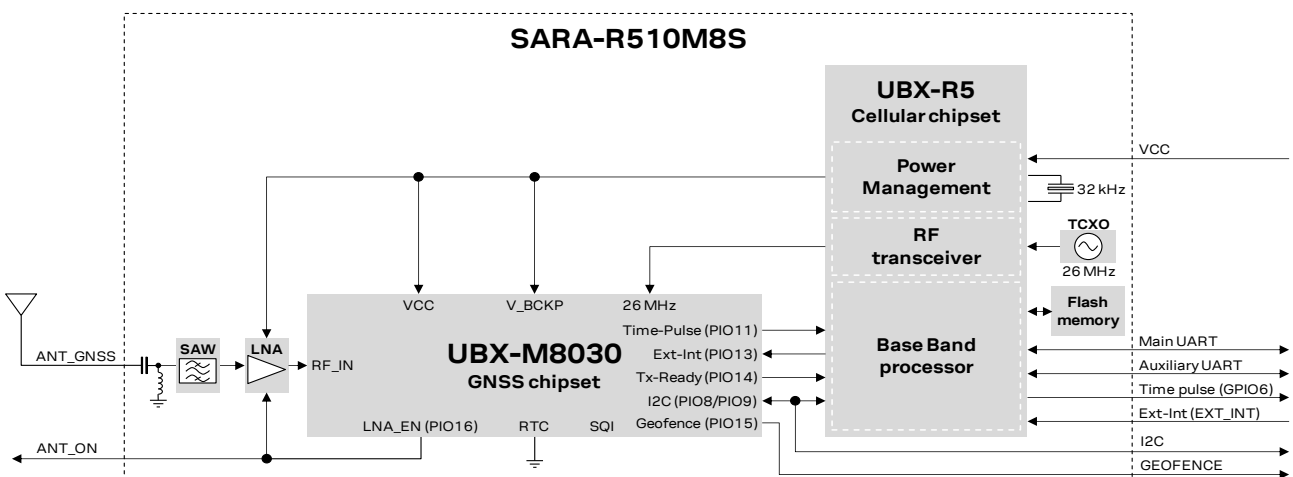 SARA-R510M8S
UBX-R5
Cellular chipset
Power
Management
VCC
32 kHz
RF
transceiver
TCXO
26 MHz
Flash
memory
Base Band
processor
VCC
V_BCKP
26 MHz
UBX-M8030
GNSS chipset
ANT_GNSS
SAW
LNA
RF_IN
Time-Pulse (PIO11)
Ext-Int (PIO13)
Tx-Ready (PIO14)
I2C (PIO8/PIO9)
Geofence (PIO15)
LNA_EN (PIO16)
RTC
SQI
ANT_ON
Main UART
Auxiliary UART
Time pulse (GPIO6)
Ext-Int (EXT_INT)
I2C
GEOFENCE